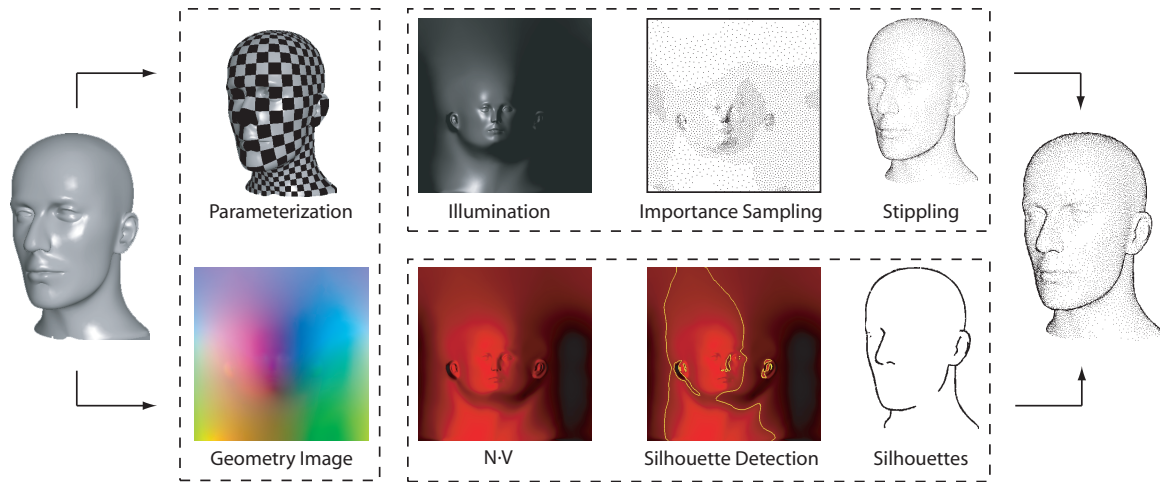 Parameterization
Illumination
Importance Sampling
Stippling
Geometry Image
N·V
Silhouette Detection
Silhouettes